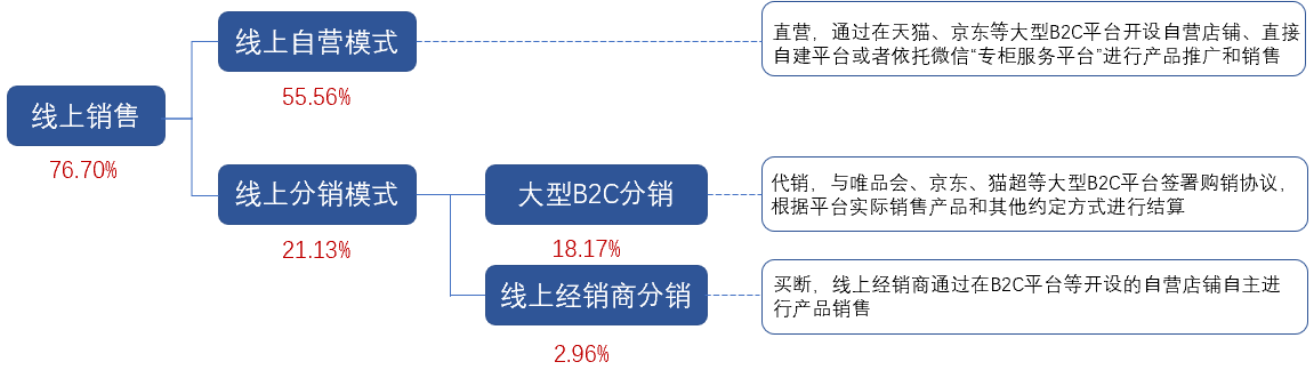 线上销售
76.70%
线上自营模式
55.56%
直营，通过在天猫、京东等大型B2C平台开设自营店铺、直接
自建平台或者依托微信“专柜服务平台”进行产品推广和销售
线上分销模式
21.13%
大型B2C分销
18.17%
代销，与唯品会、京东、猫超等大型B2C平台签署购销协议，
根据平台实际销售产品和其他约定方式进行结算
线上经销商分销
2.96%
买断，线上经销商通过在B2C平台等开设的自营店铺自主进
行产品销售